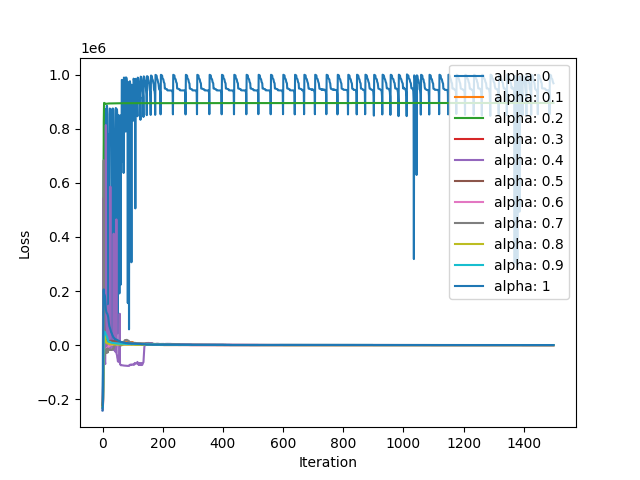 1e6
1.0
0.8
0.6
0.4
0.2
0.0
−0.2
Loss
0
200
400
600
800
1000
1200
1400
Iteration
alpha: 0
alpha: 0.1
alpha: 0.2
alpha: 0.3
alpha: 0.4
alpha: 0.5
alpha: 0.6
alpha: 0.7
alpha: 0.8
alpha: 0.9
alpha: 1